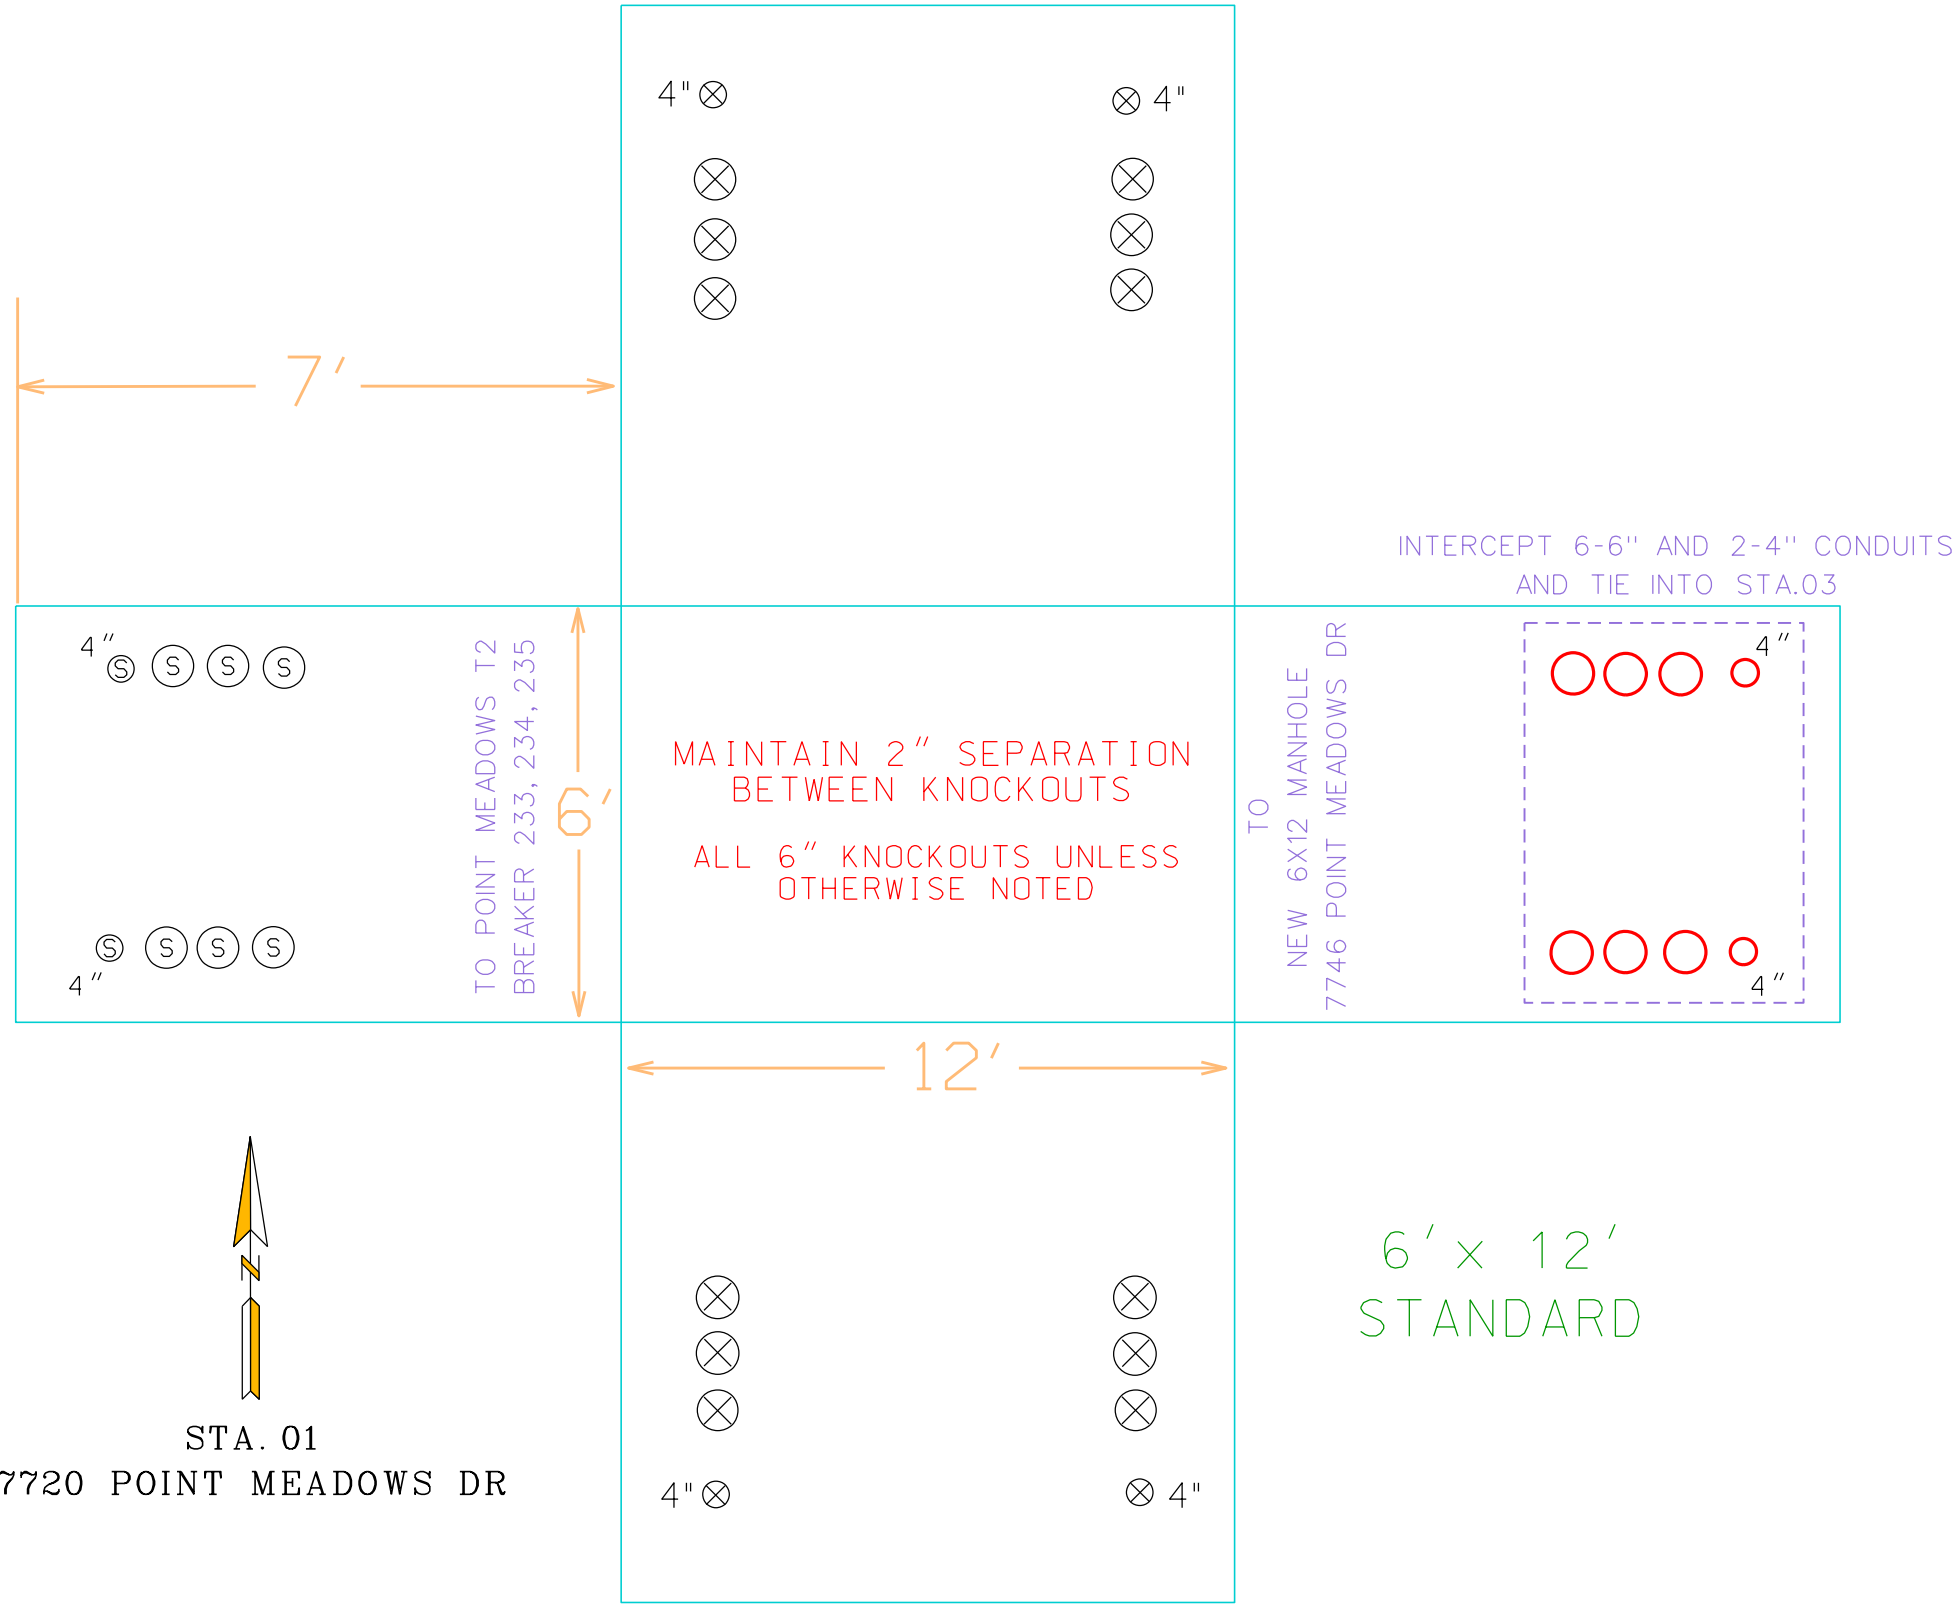 4" 4"
7'
INTERCEPT 6-6" AND 2-4" CONDUITS
AND TIE INTO STA.03
4"
S S S S
4"
S S S S
TO POINT MEADOWS T2
BREAKER 233,234,235
6'
MAINTAIN 2" SEPARATION
BETWEEN KNOCKOUTS
ALL 6" KNOCKOUTS UNLESS
OTHERWISE NOTED
TO
NEW 6X12 MANHOLE
7746 POINT MEADOWS DR
4"
4"
12'
N
STA.01
7720 POINT MEADOWS DR
6'x 12'
STANDARD
4" 4"